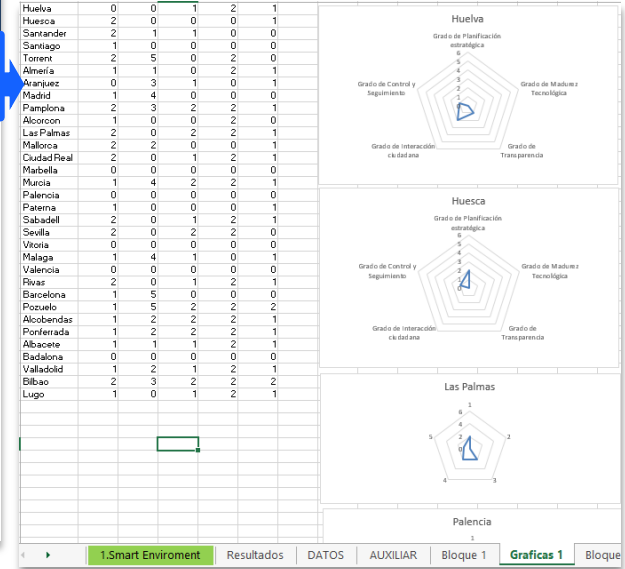 Huelva 0 0 1 2 1
Huesca 2 0 0 0 1
Santander 2 1 1 0 0
Santiago 1 0 0 0 0
Torrent 2 5 0 2 0
Almería 1 1 0 2 1
Aranjuez 0 3 1 0 1
Madrid 1 4 0 0 0
Pamplona 2 3 2 2 1
Alcorcon 1 0 0 2 0
Las Palmas 2 0 2 2 1
Mallorca 2 2 0 0 1
Ciudad Real 2 0 1 2 1
Marbella 0 0 0 0 0
Murcia 1 4 2 2 1
Palencia 0 0 0 0 0
Paterna 1 0 0 0 1
Sabadell 2 0 1 2 1
Sevilla 2 0 2 2 0
Vitoria 0 0 0 0 0
Malaga 1 4 1 0 1
Valencia 0 0 0 0 0
Rivas 2 0 1 2 1
Barcelona 1 5 0 0 0
Pozuelo 1 5 2 2 2
Alcobendas 1 2 2 2 1
Ponferrada 1 2 2 2 1
Albacete 1 1 1 2 1
Badalona 0 0 0 0 0
Valladolid 1 2 1 2 1
Bilbao 2 3 2 2 2
Lugo 1 0 1 2 1
Huelva
Grado de Planificación
estratégica
6
5
4
3
2
1
0
Grado de Control y
Seguimiento
Grado de Madurez
Tecnológica
Grado de Interacción
ciudadana
Grado de
Transparencia
Huesca
Grado de Planificación
estratégica
6
5
4
3
2
1
0
Grado de Control y
Seguimiento
Grado de Madurez
Tecnológica
Grado de Interacción
ciudadana
Grado de
Transparencia
Las Palmas
1
6
4
2
0
5
2
4
3
Palencia
1
1.Smart Enviroment Resultados DATOS AUXILIAR Bloque 1 Graficas 1 Bloque